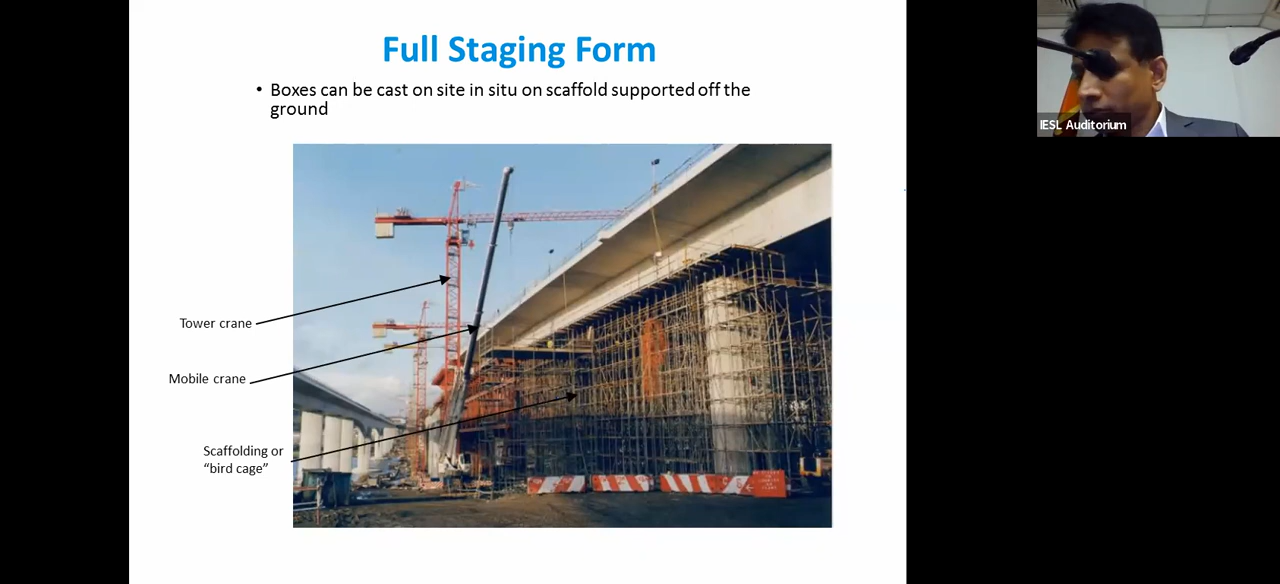 Full Staging Form
• Boxes can be cast on site in situ on scaffold supported off the
ground
Tower crane
Mobile crane
Scaffolding or
“bird cage”
IESL Auditorium